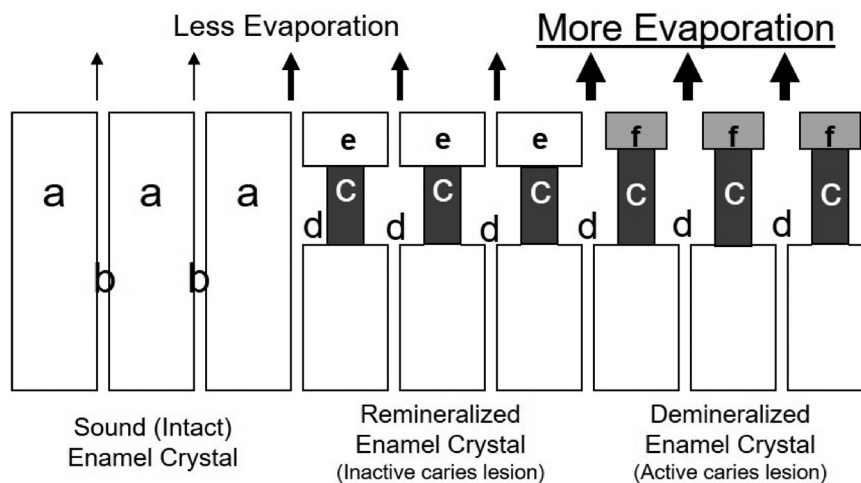 Less Evaporation
More Evaporation
e e e f f f
a a a c c c c c c
d d d d d d
b b
Sound (Intact)
Enamel Crystal
Remineralized
Enamel Crystal
(Inactive caries lesion)
Demineralized
Enamel Crystal
(Active caries lesion)